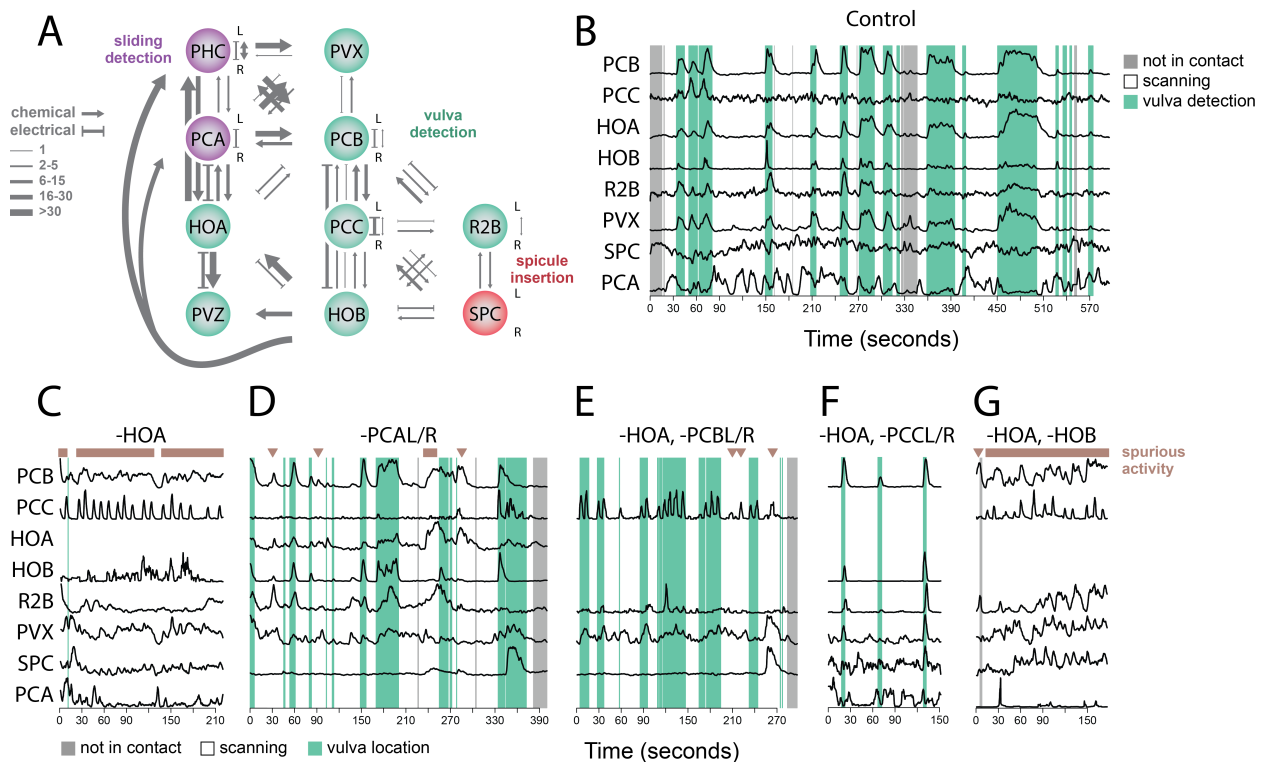 A
sliding
detection
PHC
L
R
PVX
chemical
electrical
1
2-5
6-15
16-30
>30
PCA
L
R
PCB
L
R
vulva
detection
HOA
PCC
L
R
R2B
L
R
spicule
insertion
PVZ
HOB
SPC
L
R
B
Control
PCB
PCC
HOA
HOB
R2B
PVX
SPC
PCA
0 30 60 90 150 210 270 330 390 450 510 570
Time (seconds)
not in contact
scanning
vulva detection
C
-HOA
D
-PCAL/R
E
-HOA, -PCBL/R
F
-HOA, -PCCL/R
G
-HOA, -HOB
spurious
activity
PCB
PCC
HOA
HOB
R2B
PVX
SPC
PCA
0 30 90 150 210
0 30 90 150 210 270 330 390
0 30 90 150 210 270
0 30 60 90 150
0 30 90 150
not in contact
scanning
vulva location
Time (seconds)